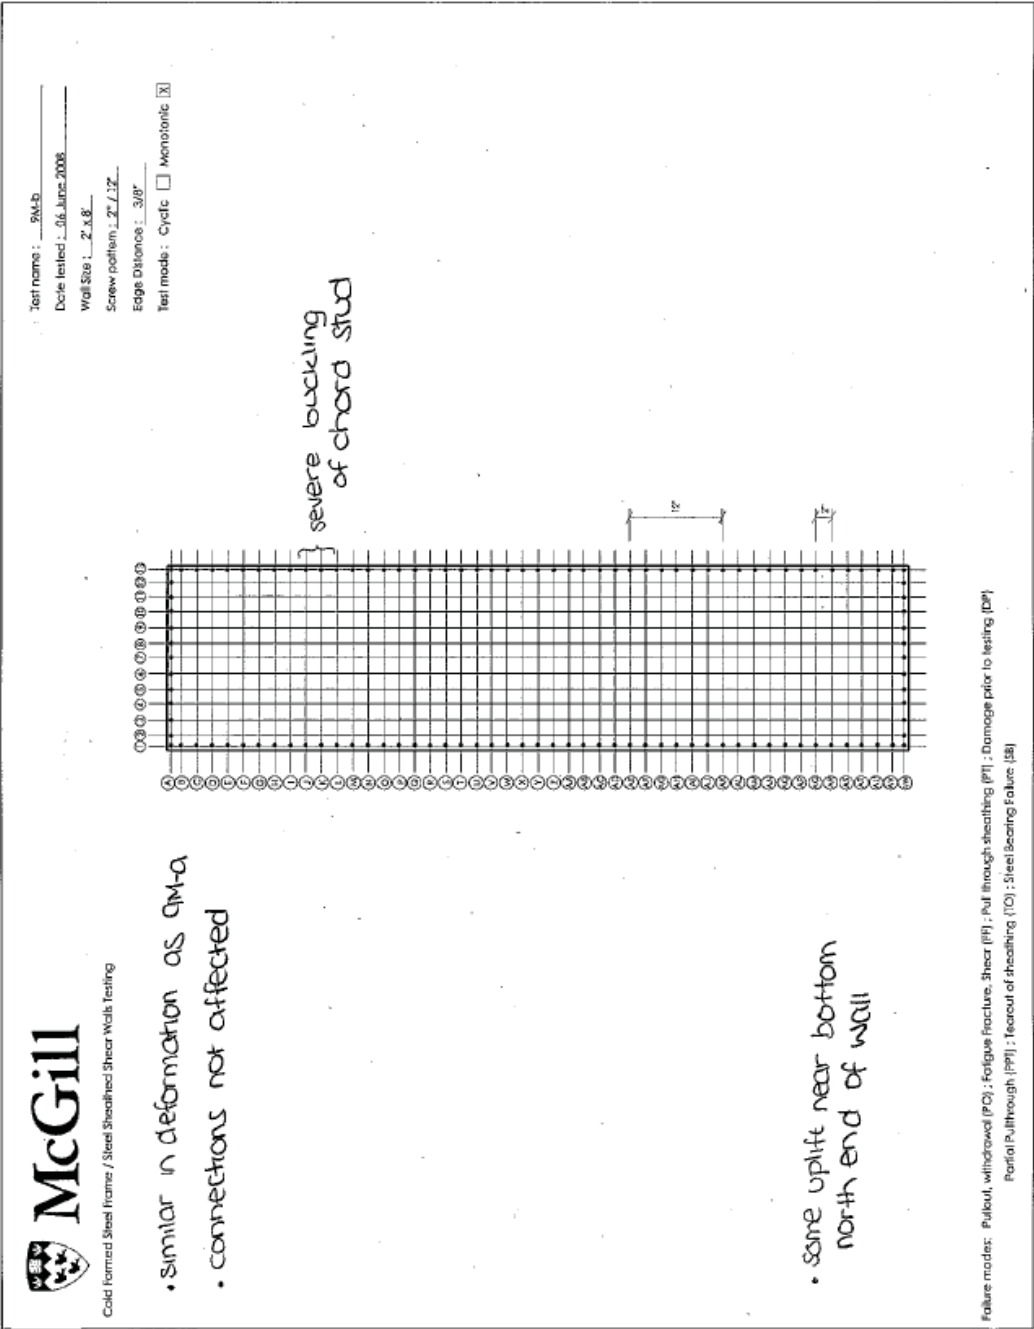 McGill
Cold Formed Steel Frame / Steel Sheathed Shear Walls Testing
Test name : 9M-b
Date tested : 06 June 2008
Wall Size : 2' x 8'
Screw pattern : 2" / 12"
Edge Distance : 3/8"
Test mode : Cyclic Monotonic X
• Similar in deformation as 9M-a
• connections not affected
severe buckling
of chord stud
12"
2"
• Some uplift near bottom
north end of wall
Failure modes: Pullout, withdrawal (PO) ; Fatigue Fracture, Shear (FF) ; Pull through sheathing (PT) ; Damage prior to testing (DP)
Partial Pullthrough (PPT) ; Tearout of sheathing (TO) ; Steel Bearing Failure (SB)